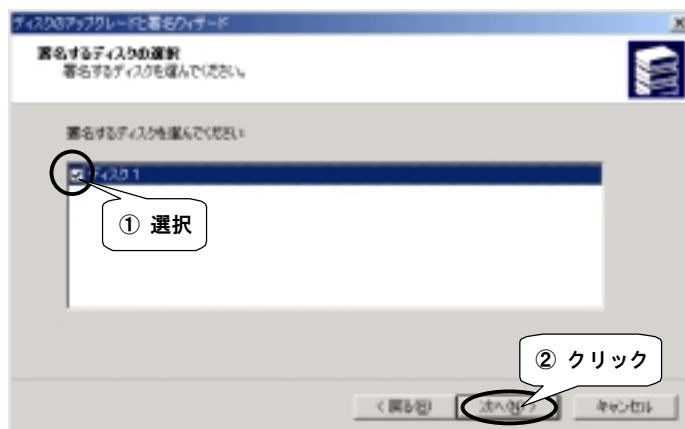 ディスクのアップグレードと署名ウィザード
署名するディスクの選択
署名するディスクを選んでください。
署名するディスクを選んでください
ディスク 1
① 選択
② クリック
< 戻る(B)
次へ(N) >
キャンセル